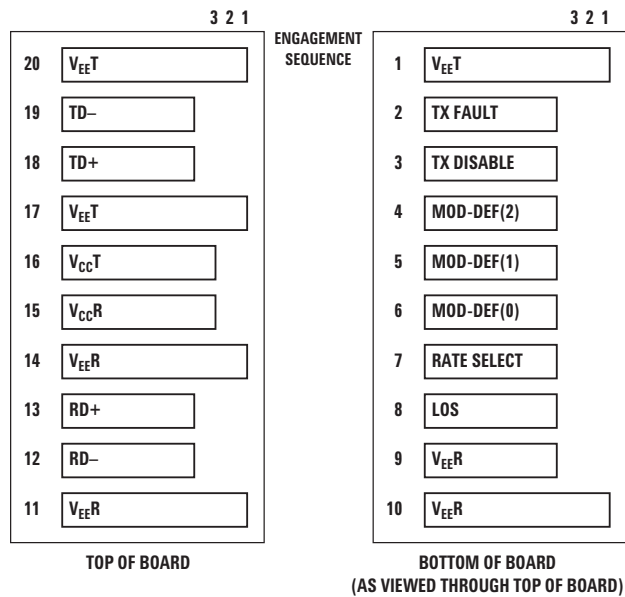 3 2 1
ENGAGEMENT
SEQUENCE
3 2 1
20 VEET
19 TD–
18 TD+
17 VEET
16 VCCT
15 VCCR
14 VEER
13 RD+
12 RD–
11 VEER
TOP OF BOARD
1 VEET
2 TX FAULT
3 TX DISABLE
4 MOD-DEF(2)
5 MOD-DEF(1)
6 MOD-DEF(0)
7 RATE SELECT
8 LOS
9 VEER
10 VEER
BOTTOM OF BOARD
(AS VIEWED THROUGH TOP OF BOARD)